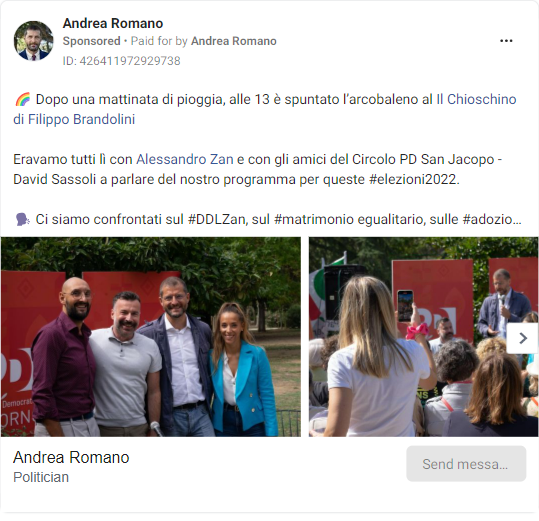 Andrea Romano
Sponsored • Paid for by Andrea Romano
ID: 426411972929738
🌈 Dopo una mattinata di pioggia, alle 13 è spuntato l’arcobaleno al Il Chioschino
di Filippo Brandolini
Eravamo tutti lì con Alessandro Zan e con gli amici del Circolo PD San Jacopo -
David Sassoli a parlare del nostro programma per queste #elezioni2022.
🗣 Ci siamo confrontati sul #DDLZan, sul #matrimonio egualitario, sulle #adozio...
PD
Andrea Romano
Politician
Send messa...